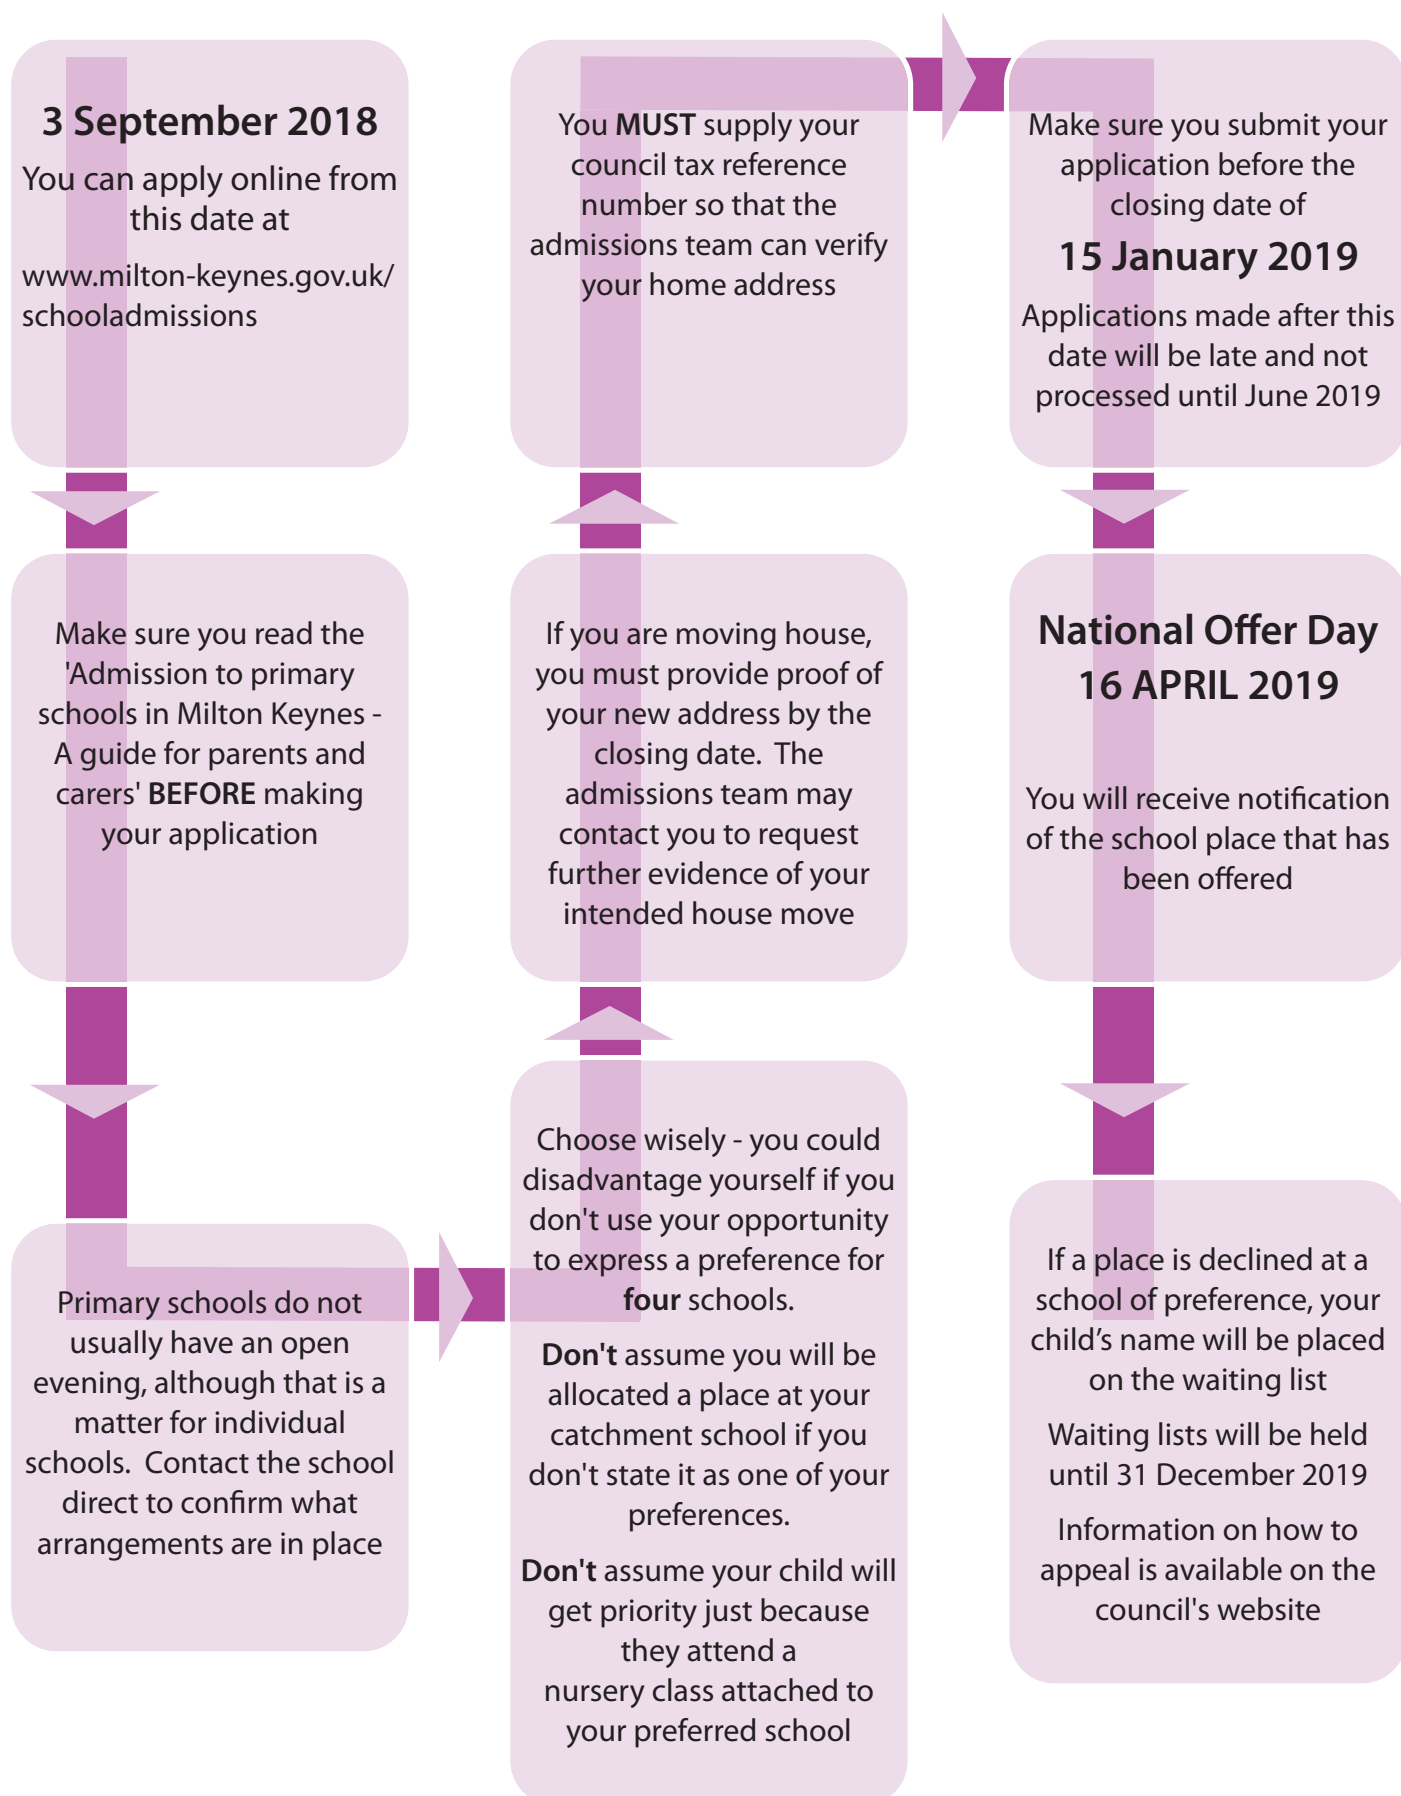 3 September 2018
You can apply online from
this date at
www.milton-keynes.gov.uk/
schooladmissions
Make sure you read the
'Admission to primary
schools in Milton Keynes -
A guide for parents and
carers' BEFORE making
your application
Primary schools do not
usually have an open
evening, although that is a
matter for individual
schools.  Contact the school
direct to confirm what
arrangements are in place
Choose wisely - you could
disadvantage yourself if you
don't use your opportunity
to express a preference for
four schools.
Don't assume you will be
allocated a place at your
catchment school if you
don't state it as one of your
preferences.
Don't assume your child will
get priority just because
they attend a
nursery class attached to
your preferred school
If you are moving house,
you must provide proof of
your new address by the
closing date.  The
admissions team may
contact you to request
further evidence of your
intended house move
You MUST supply your
council tax reference
number so that the
admissions team can verify
your home address
Make sure you submit your
application before the
closing date of
15 January 2019
Applications made after this
date will be late and not
processed until June 2019
National Offer Day
16 APRIL 2019
You will receive notification
of the school place that has
been offered
If a place is declined at a
school of preference, your
child’s name will be placed
on the waiting list
Waiting lists will be held
until 31 December 2019
Information on how to
appeal is available on the
council's website